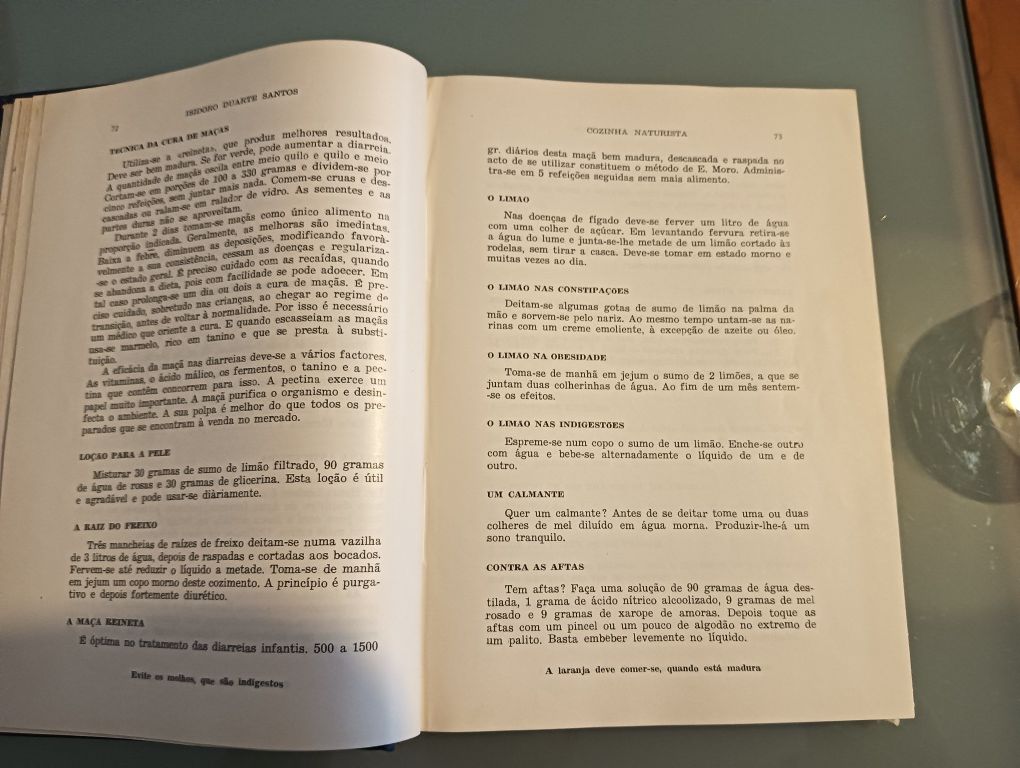 ISIDORO DUARTE SANTOS
72
TECNICA DA CURA DE MAÇAS
Utiliza-se a «reineta», que produz melhores resultados.
Deve ser bem madura. Se for verde, pode aumentar a diarreia.
A quantidade de maçãs oscila entre meio quilo e quilo e meio
Cortam-se em porções de 100 a 330 gramas e dividem-se por
cinco refeições, sem juntar mais nada. Comem-se cruas e des-
cascadas ou ralam-se em ralador de vidro. As sementes e as
partes duras não se aproveitam.
Durante 2 dias tomam-se maçãs como único alimento na
proporção indicada. Geralmente, as melhoras são imediatas.
Baixa a febre, diminuem as deposições, modificando favorà-
velmente a sua consistência, cessam as doenças e regulariza-
-se o estado geral. É preciso cuidado com as recaídas, quando
se abandona a dieta, pois com facilidade se pode adoecer. Em
tal caso prolonga-se um dia ou dois a cura de maçãs. É pre-
ciso cuidado, sobretudo nas crianças, ao chegar ao regime de
transição, antes de voltar à normalidade. Por isso é necessário
um médico que oriente a cura. E quando escasseiam as maçãs
usa-se marmelo, rico em tanino e que se presta à substi-
tuição.
A eficácia da maçã nas diarreias deve-se a vários factores.
As vitaminas, o ácido málico, os fermentos, o tanino e a pec-
tina que contêm concorrem para isso. A pectina exerce um
papel muito importante. A maçã purifica o organismo e desin-
fecta o ambiente. A sua polpa é melhor do que todos os pre-
parados que se encontram à venda no mercado.
LOÇÃO PARA A PELE
Misturar 30 gramas de sumo de limão filtrado, 90 gramas
de água de rosas e 30 gramas de glicerina. Esta loção é útil
e agradável e pode usar-se diàriamente.
A RAIZ DO FREIXO
Três mancheias de raízes de freixo deitam-se numa vazilha
de 3 litros de água, depois de raspadas e cortadas aos bocados.
Fervem-se até reduzir o líquido a metade. Toma-se de manhã
em jejum um copo morno deste cozimento. A princípio é purga-
tivo e depois fortemente diurético.
A MAÇA REINETA
É óptima no tratamento das diarreias infantis. 500 a 1500
Evite os molhos, que são indigestos
COZINHA NATURISTA
73
gr. diários desta maçã bem madura, descascada e raspada no
acto de se utilizar constituem o método de E. Moro. Adminis-
tra-se em 5 refeições seguidas sem mais alimento.
O LIMAO
Nas doenças de fígado deve-se ferver um litro de água
com uma colher de açúcar. Em levantando fervura retira-se
a água do lume e junta-se-lhe metade de um limão cortado às
rodelas, sem tirar a casca. Deve-se tomar em estado morno e
muitas vezes ao dia.
O LIMAO NAS CONSTIPAÇOES
Deitam-se algumas gotas de sumo de limão na palma da
mão e sorvem-se pelo nariz. Ao mesmo tempo untam-se as na-
rinas com um creme emoliente, à excepção de azeite ou óleo.
O LIMAO NA OBESIDADE
Toma-se de manhã em jejum o sumo de 2 limões, a que se
juntam duas colherinhas de água. Ao fim de um mês sentem-
-se os efeitos.
O LIMAO NAS INDIGESTÕES
Espreme-se num copo o sumo de um limão. Enche-se outro
com água e bebe-se alternadamente o líquido de um e de
outro.
UM CALMANTE
Quer um calmante? Antes de se deitar tome uma ou duas
colheres de mel diluído em água morna. Produzir-lhe-á um
sono tranquilo.
CONTRA AS AFTAS
Tem aftas? Faça uma solução de 90 gramas de água des-
tilada, 1 grama de ácido nítrico alcoolizado, 9 gramas de mel
rosado e 9 gramas de xarope de amoras. Depois toque as
aftas com um pincel ou um pouco de algodão no extremo de
um palito. Basta embeber levemente no líquido.
A laranja deve comer-se, quando está madura